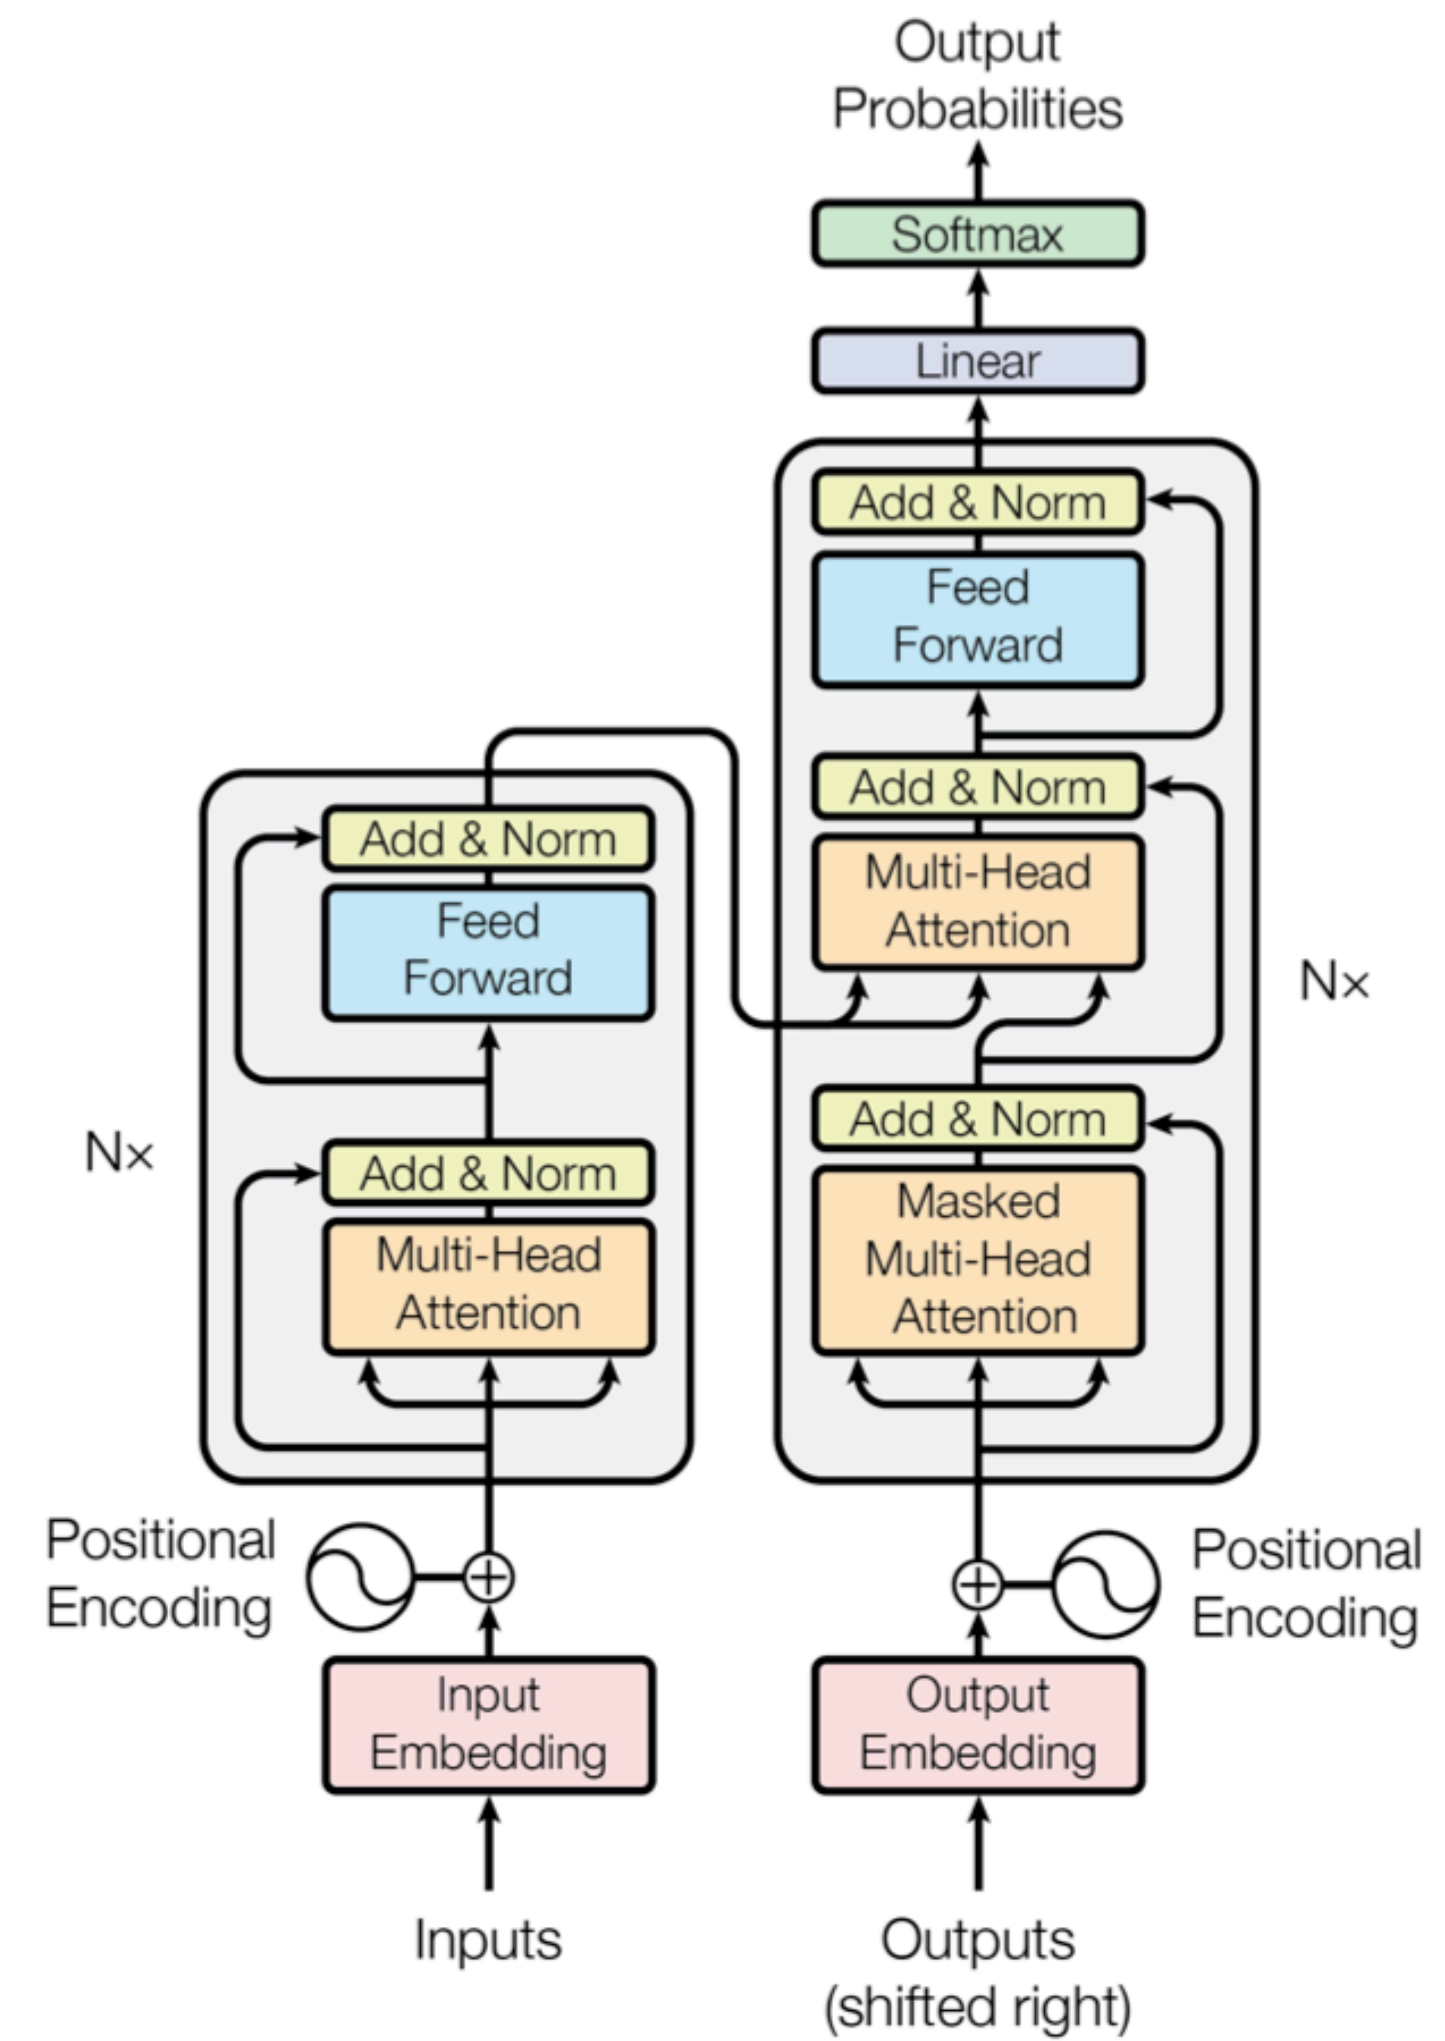 Output
Probabilities
Softmax
Linear
Add & Norm
Feed
Forward
Add & Norm
Multi-Head
Attention
Add & Norm
Masked
Multi-Head
Attention
Nx
Add & Norm
Feed
Forward
Add & Norm
Multi-Head
Attention
Nx
Positional
Encoding
Positional
Encoding
Input
Embedding
Output
Embedding
Inputs
Outputs
(shifted right)